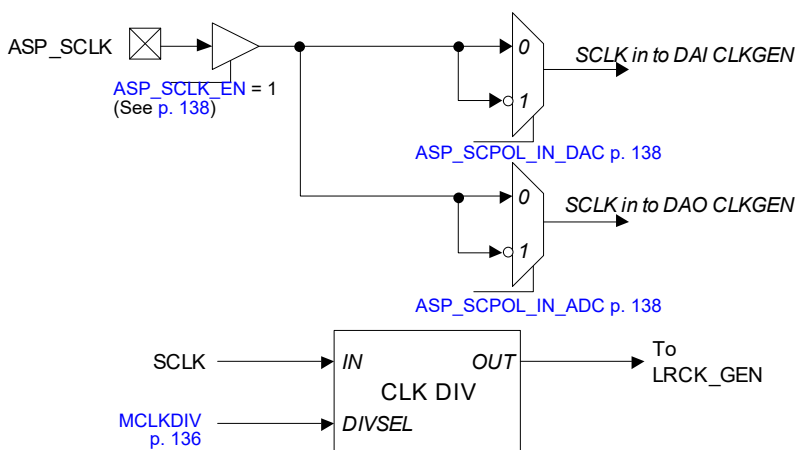 ASP_SCLK
ASP_SCLK_EN = 1
(See p. 138)
0
1
SCLK in to DAI CLKGEN
ASP_SCPOL_IN_DAC p. 138
0
1
SCLK in to DAO CLKGEN
ASP_SCPOL_IN_ADC p. 138
SCLK
IN
OUT
To
LRCK_GEN
CLK DIV
MCLKDIV
p. 136
DIVSEL